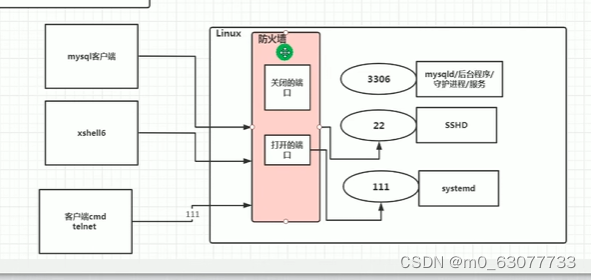 Linux
防火墙
mysql客户端
关闭的端
口
3306
mysqld/后台程序/
守护进程/服务
xshell6
打开的端
口
22
SSHD
客户端cmd
telnet
111
111
systemd
CSDN @m0_63077733